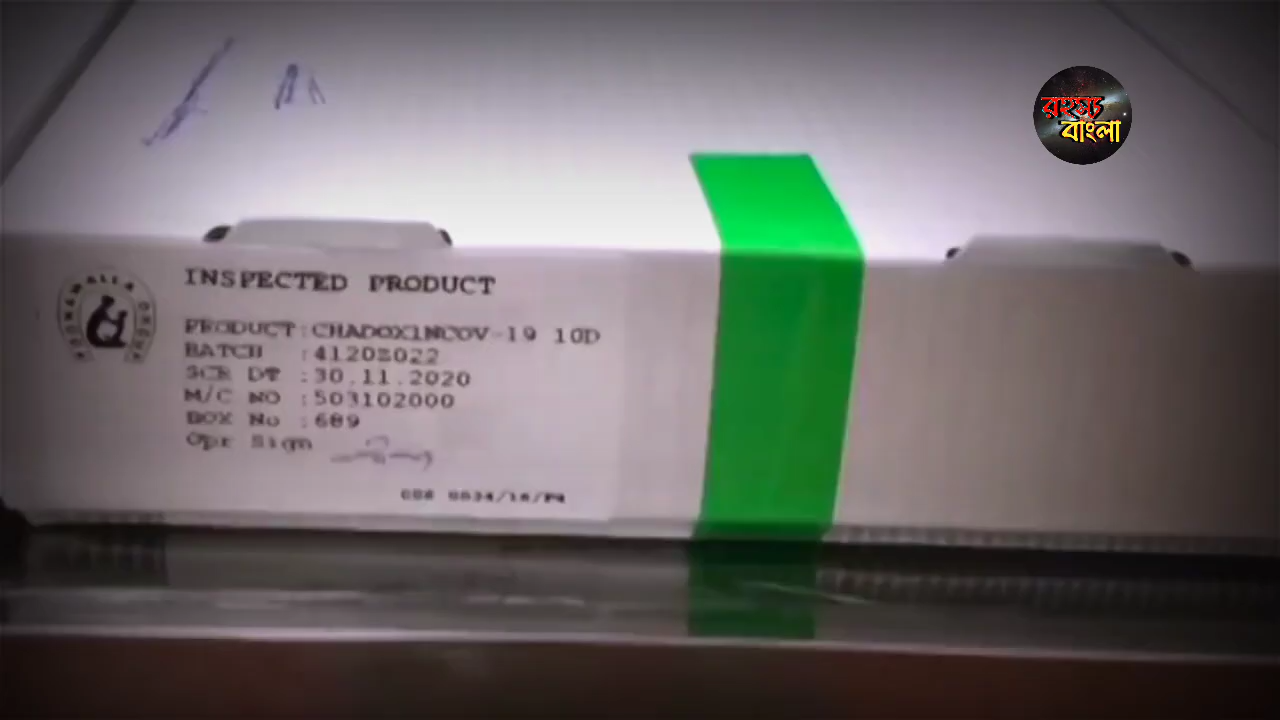 রহস্য
বাংলা
INSPECTED PRODUCT
PRODUCT:CHADOX1NCOV-19 10D
BATCH :4120Z022
SCR DT :30.11.2020
M/C NO :503102000
BOX No :689
Opr Sign